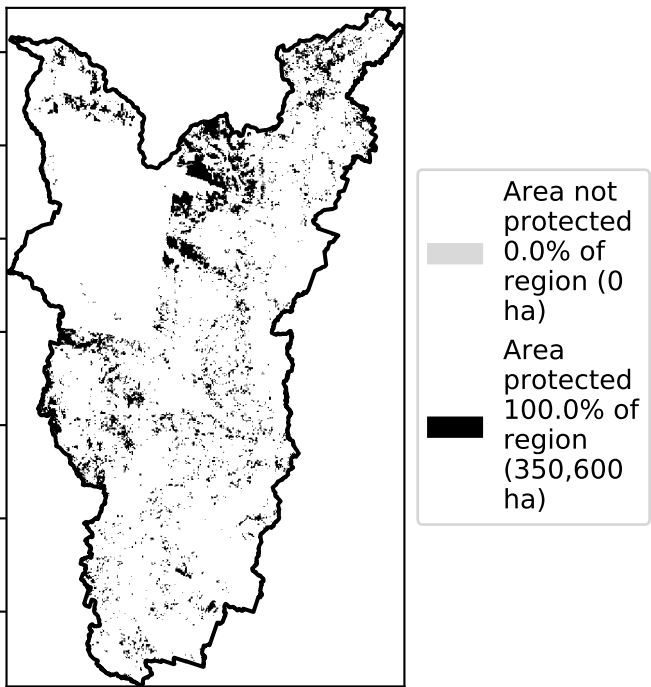 Area not
protected
0.0% of
region (0
ha)
Area
protected
100.0% of
region
(350,600
ha)